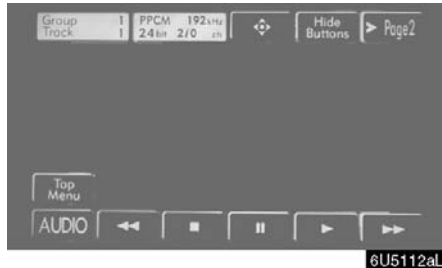 Group 1
Track 1
PPCM 192kHz
24bit 2/0 ch
Hide
Buttons
> Page2
Top
Menu
AUDIO
6U5112aL